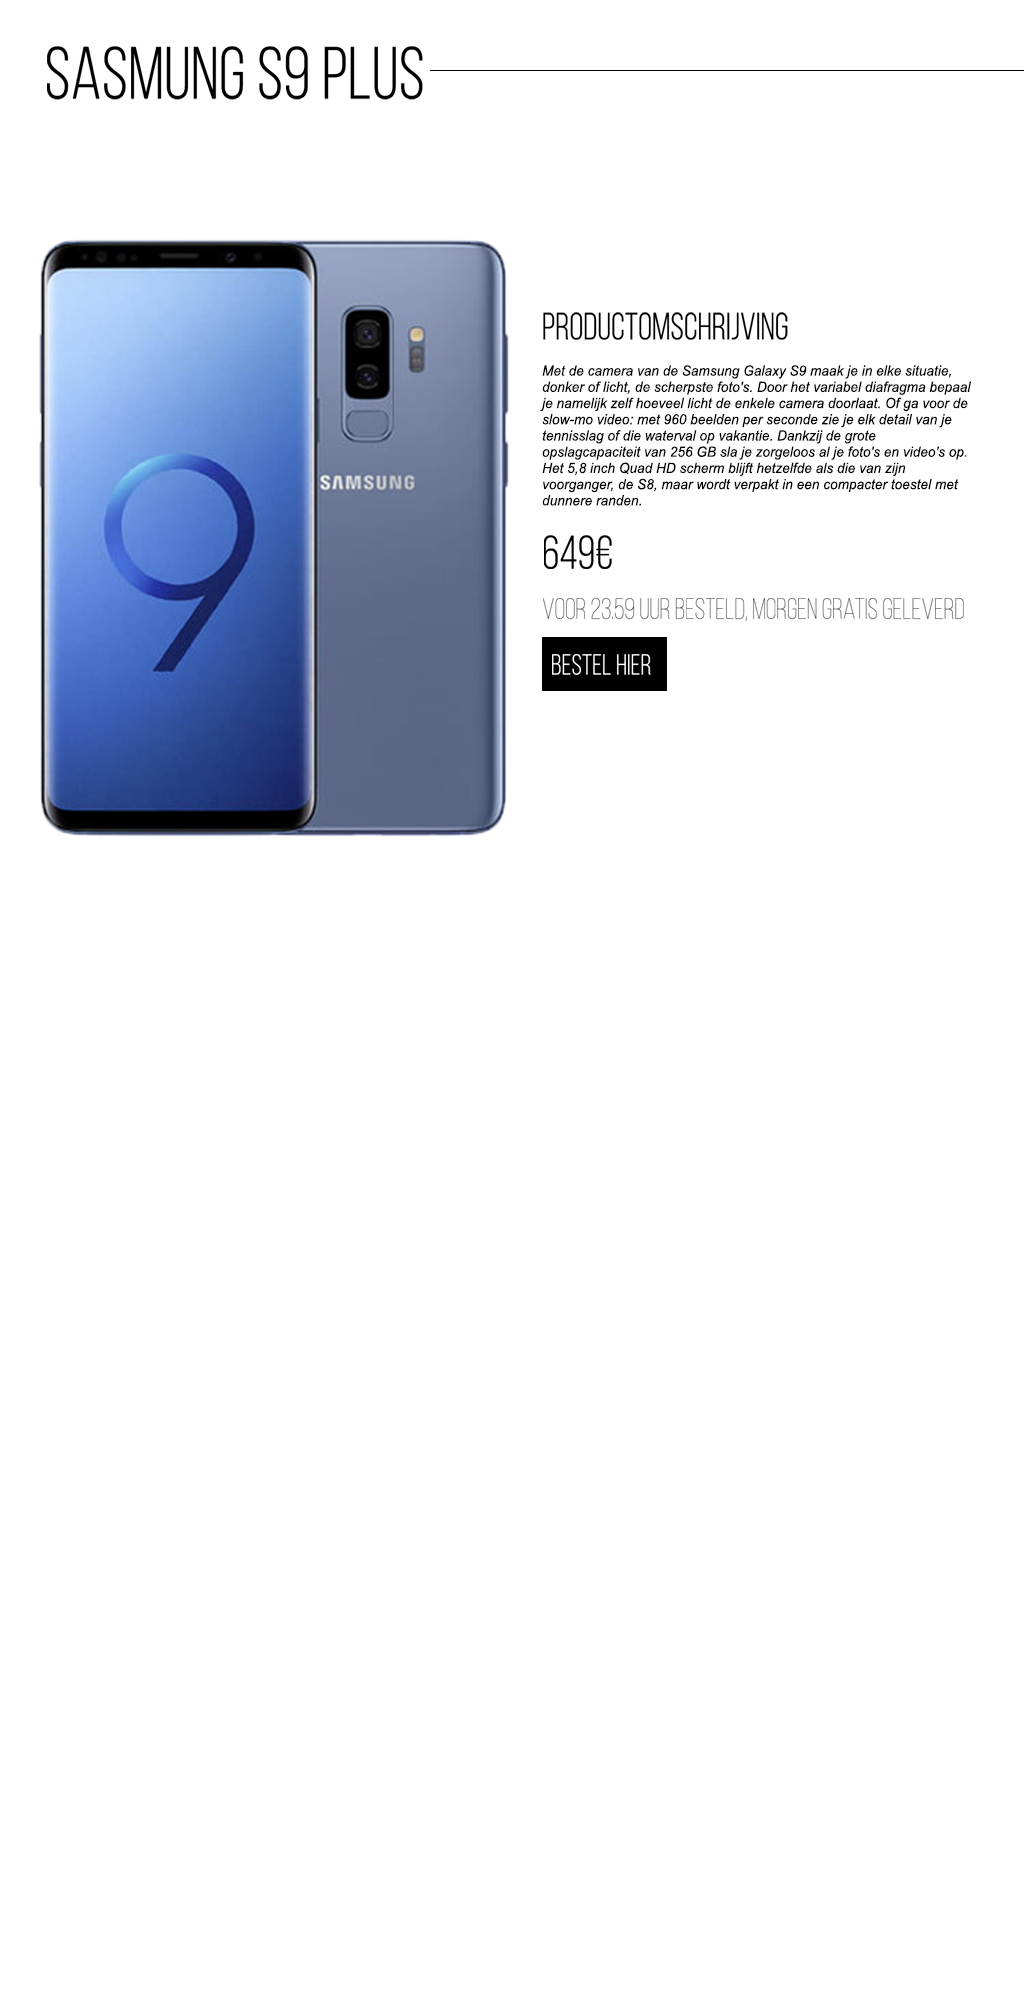 SASMUNG S9 PLUS
SAMSUNG
9
PRODUCTOMSCHRIJVING
Met de camera van de Samsung Galaxy S9 maak je in elke situatie,
donker of licht, de scherpste foto's. Door het variabel diafragma bepaal
je namelijk zelf hoeveel licht de enkele camera doorlaat. Of ga voor de
slow-mo video: met 960 beelden per seconde zie je elk detail van je
tennisslag of die waterval op vakantie. Dankzij de grote
opslagcapaciteit van 256 GB sla je zorgeloos al je foto's en video's op.
Het 5,8 inch Quad HD scherm blijft hetzelfde als die van zijn
voorganger, de S8, maar wordt verpakt in een compacter toestel met
dunnere randen.
649€
VOOR 23.59 UUR BESTELD, MORGEN GRATIS GELEVERD
BESTEL HIER